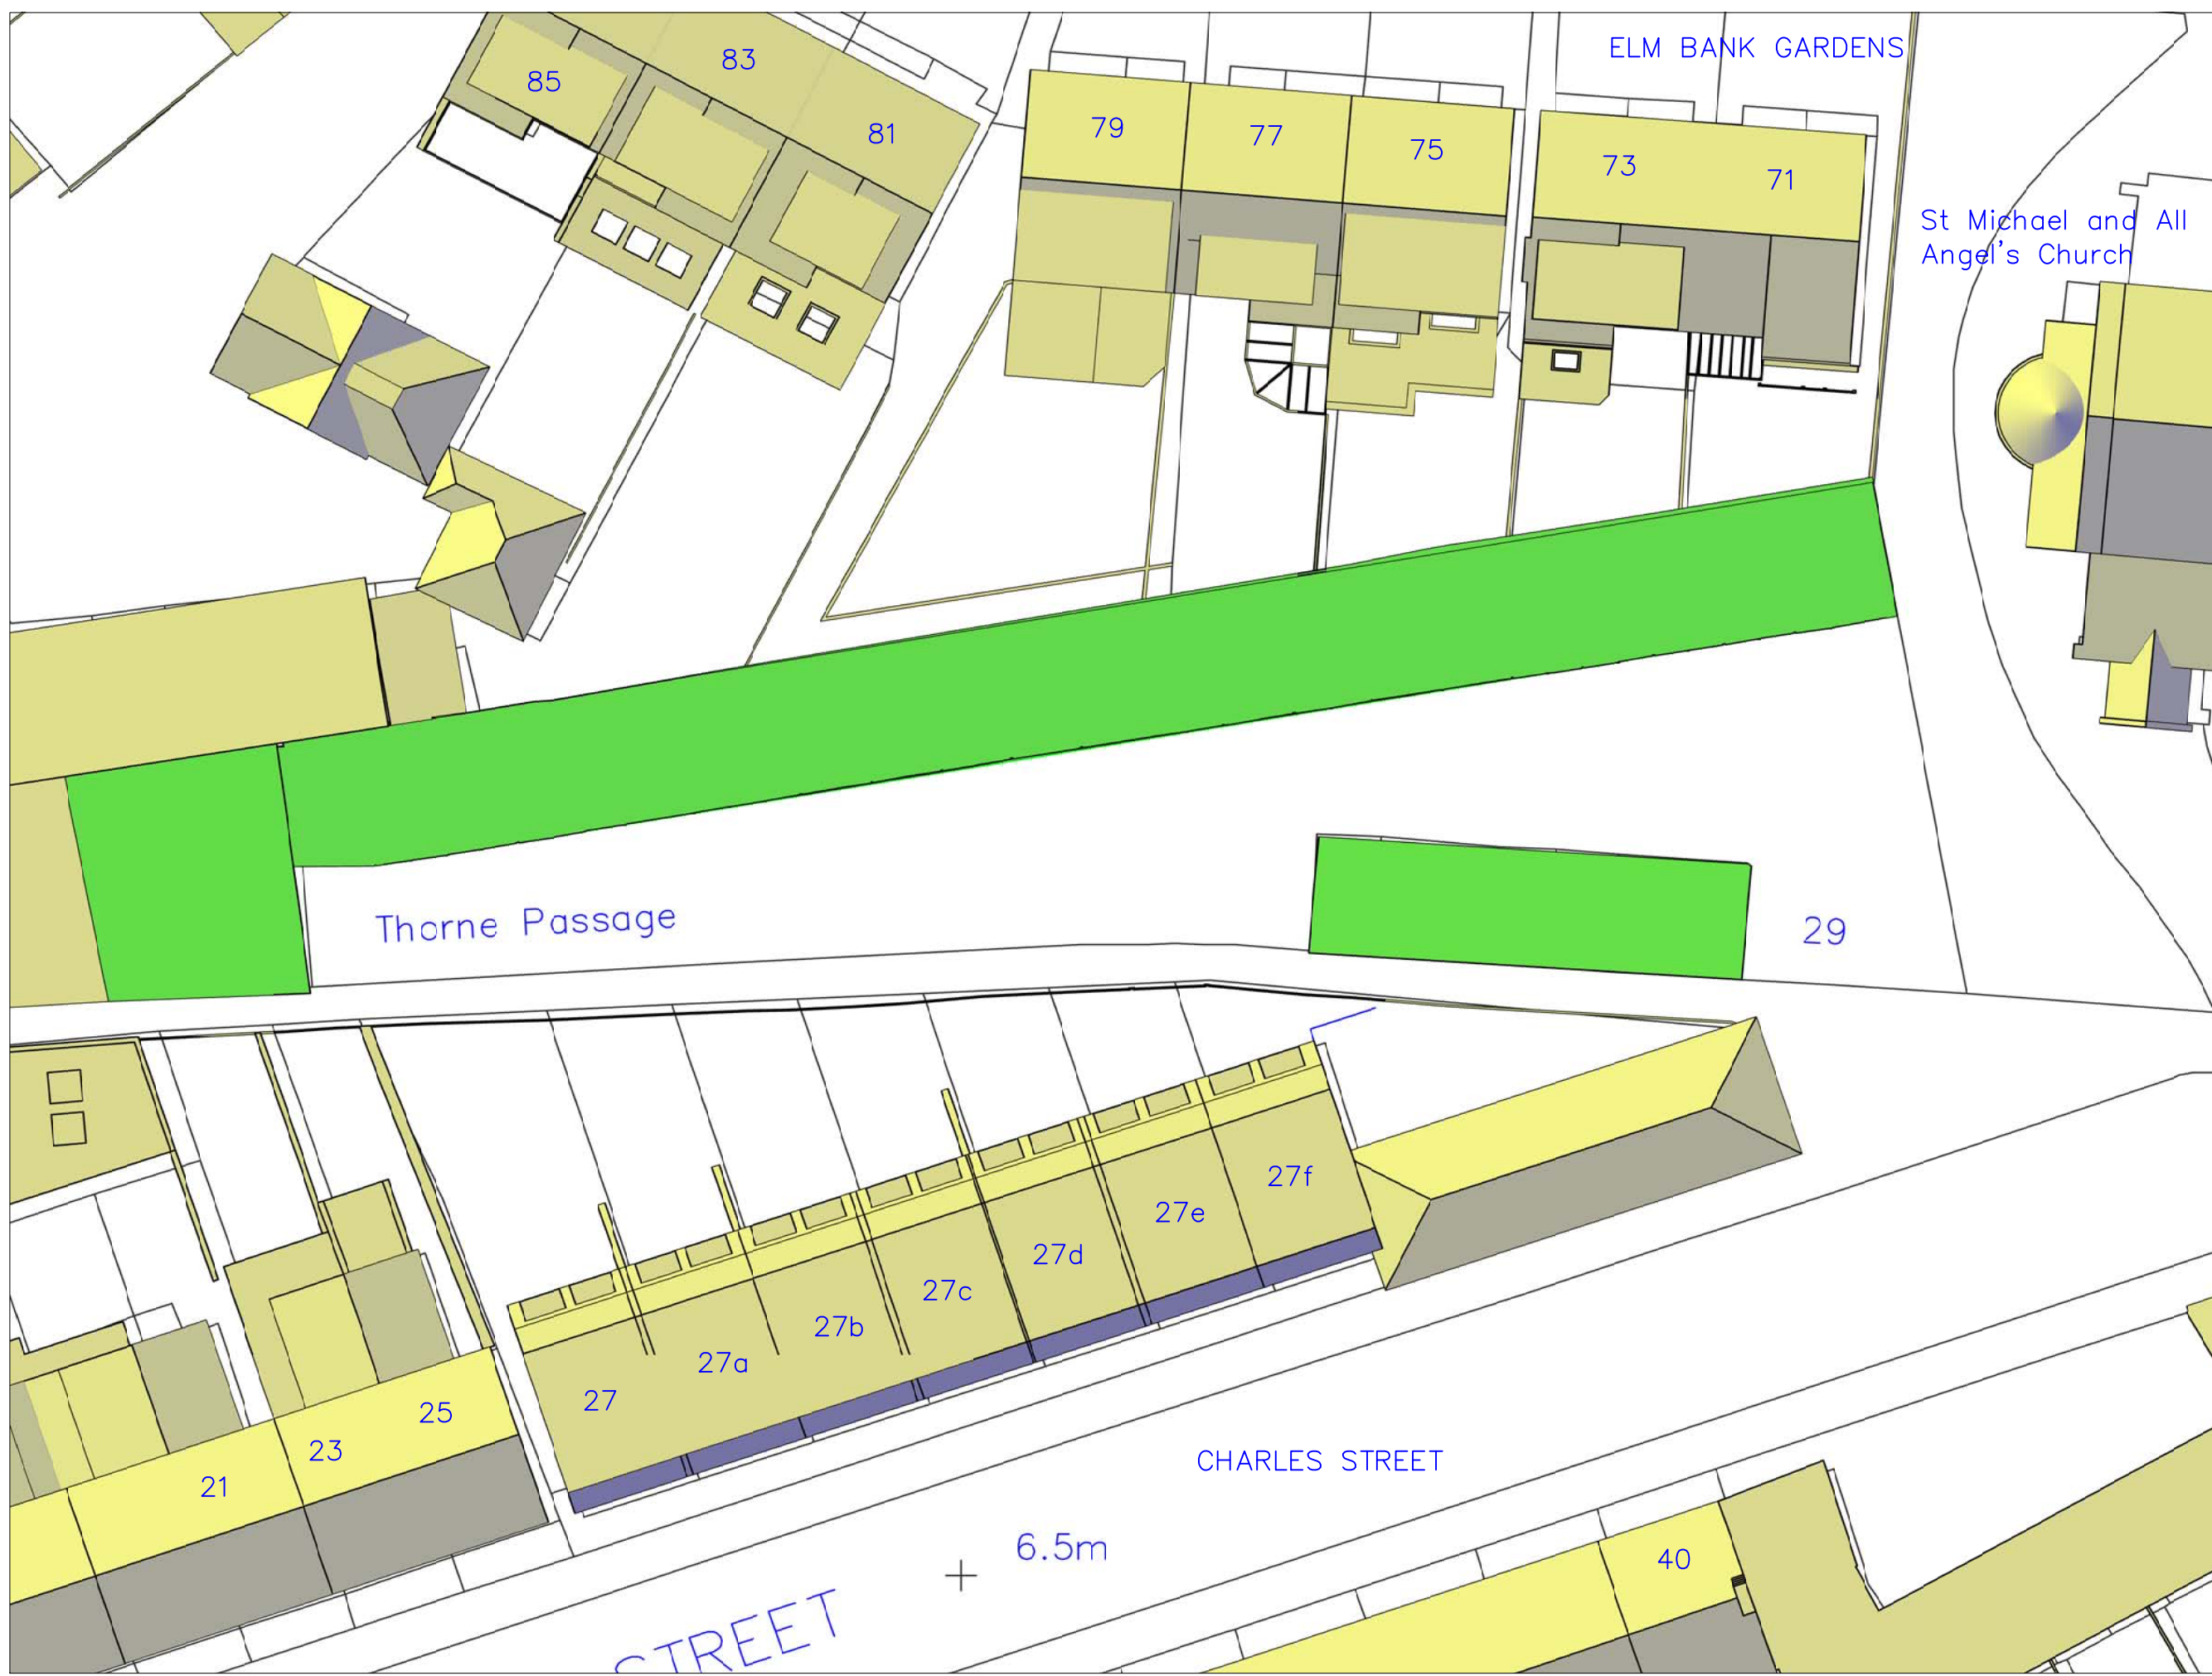 ELM BANK GARDENS
83
85
81
79
77
75
73
71
St Michael and All
Angel's Church
Thorne Passage
29
27f
27e
27d
27c
27b
27a
27
25
23
21
CHARLES STREET
6.5m
40
STREET